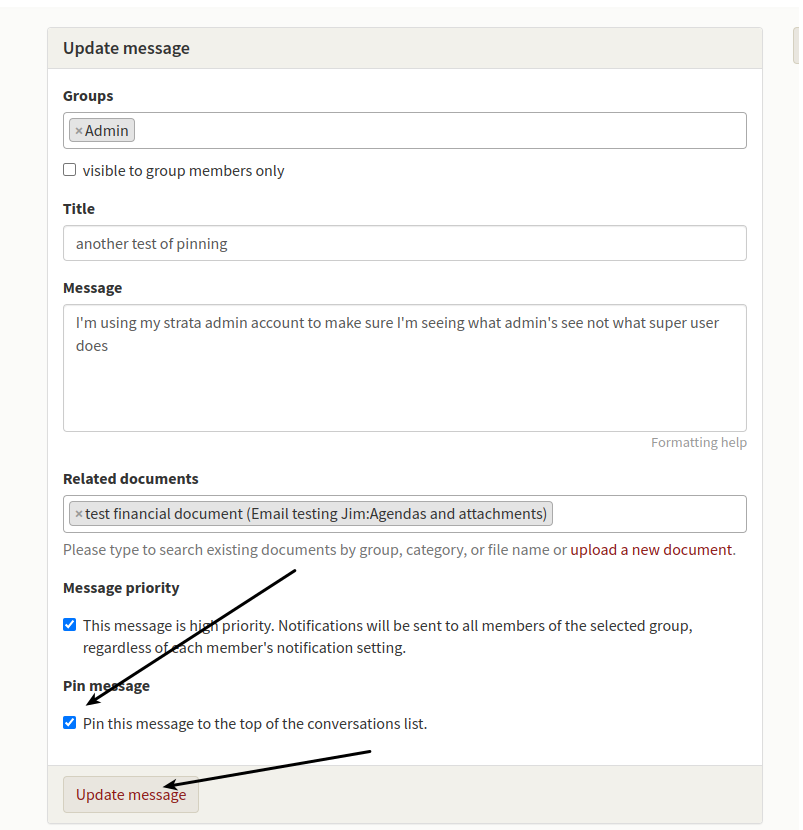 Update message
Groups
×Admin
visible to group members only
Title
another test of pinning
Message
I'm using my strata admin account to make sure I'm seeing what admin's see not what super user
does
Formatting help
Related documents
×test financial document (Email testing Jim:Agendas and attachments)
Please type to search existing documents by group, category, or file name or upload a new document.
Message priority
This message is high priority. Notifications will be sent to all members of the selected group,
regardless of each member's notification setting.
Pin message
Pin this message to the top of the conversations list.
Update message